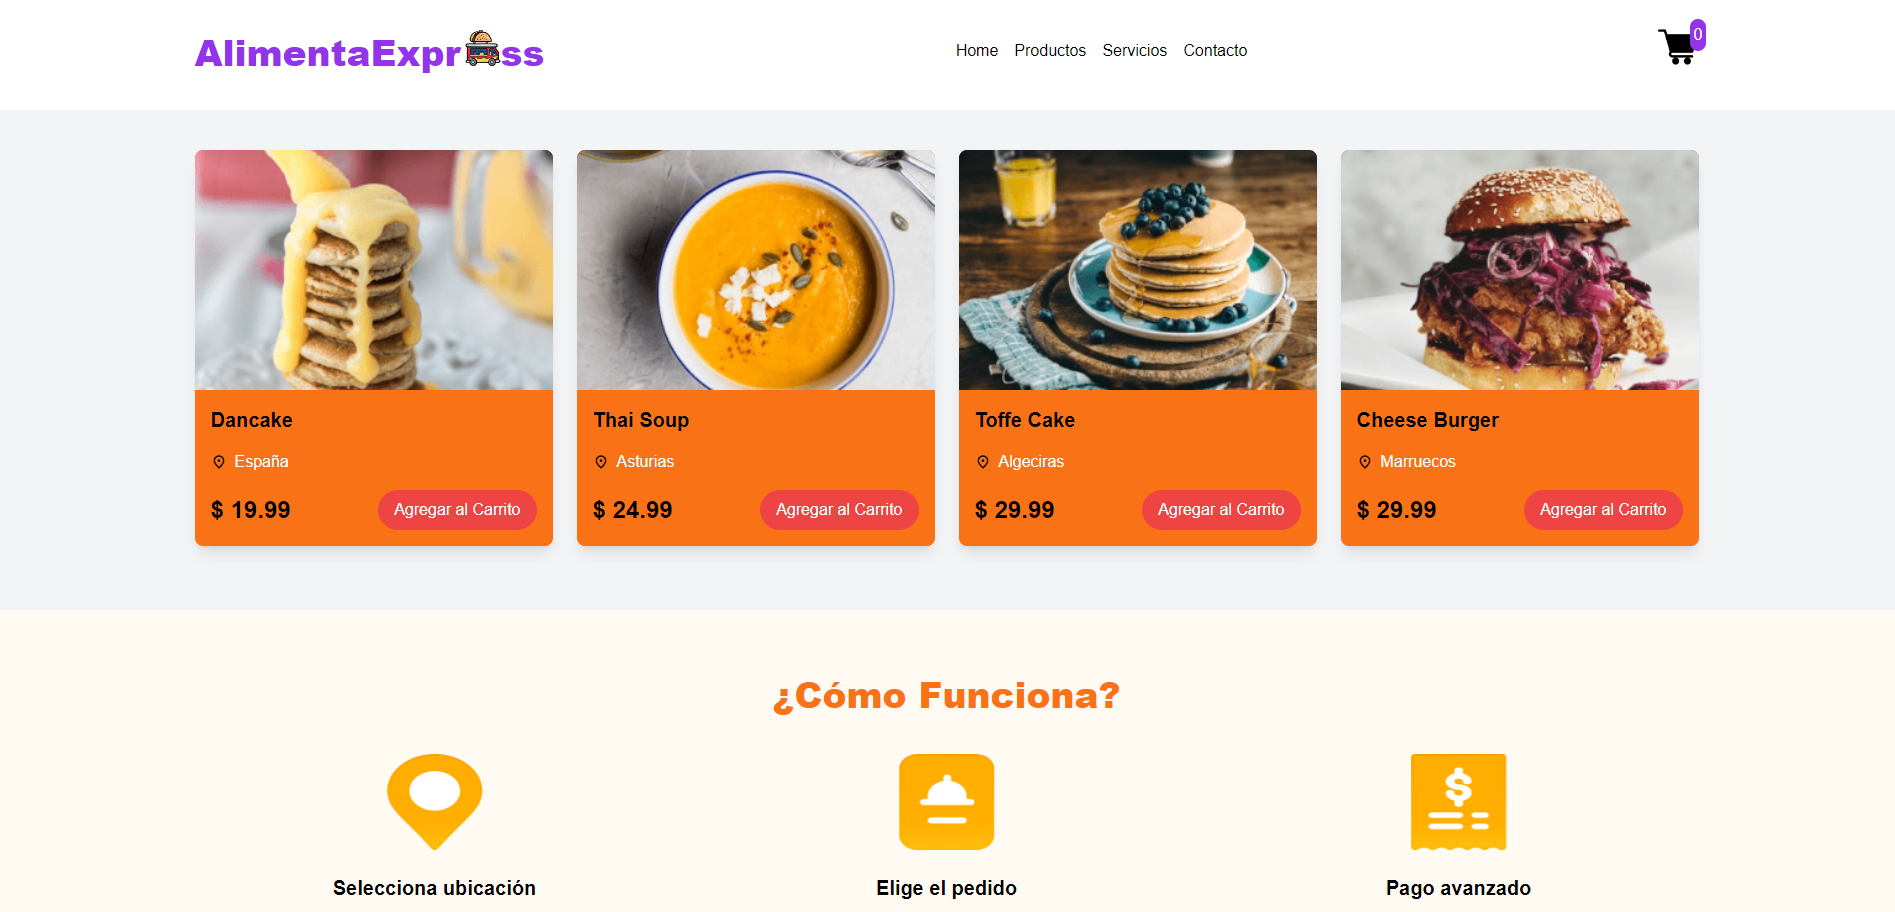 AlimentaExpr ss
Home Productos Servicios Contacto
0
Dancake
España
$ 19.99 Agregar al Carrito
Thai Soup
Asturias
$ 24.99 Agregar al Carrito
Toffe Cake
Algeciras
$ 29.99 Agregar al Carrito
Cheese Burger
Marruecos
$ 29.99 Agregar al Carrito
¿Cómo Funciona?
$
Selecciona ubicación
Elige el pedido
Pago avanzado